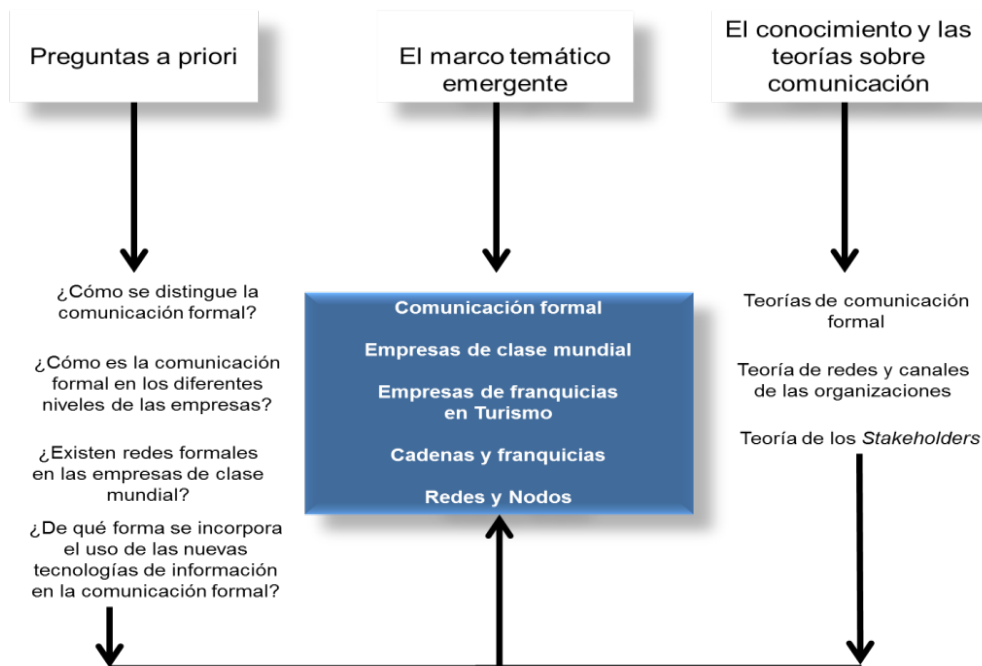 Preguntas a priori
El marco temático
emergente
El conocimiento y las
teorías sobre
comunicación
¿Cómo se distingue la
comunicación formal?
¿Cómo es la comunicación
formal en los diferentes
niveles de las empresas?
¿Existen redes formales
en las empresas de clase
mundial?
¿De qué forma se incorpora
el uso de las nuevas
tecnologías de información
en la comunicación formal?
Comunicación formal
Empresas de clase mundial
Empresas de franquicias
en Turismo
Cadenas y franquicias
Redes y Nodos
Teorías de comunicación
formal
Teoría de redes y canales
de las organizaciones
Teoría de los Stakeholders